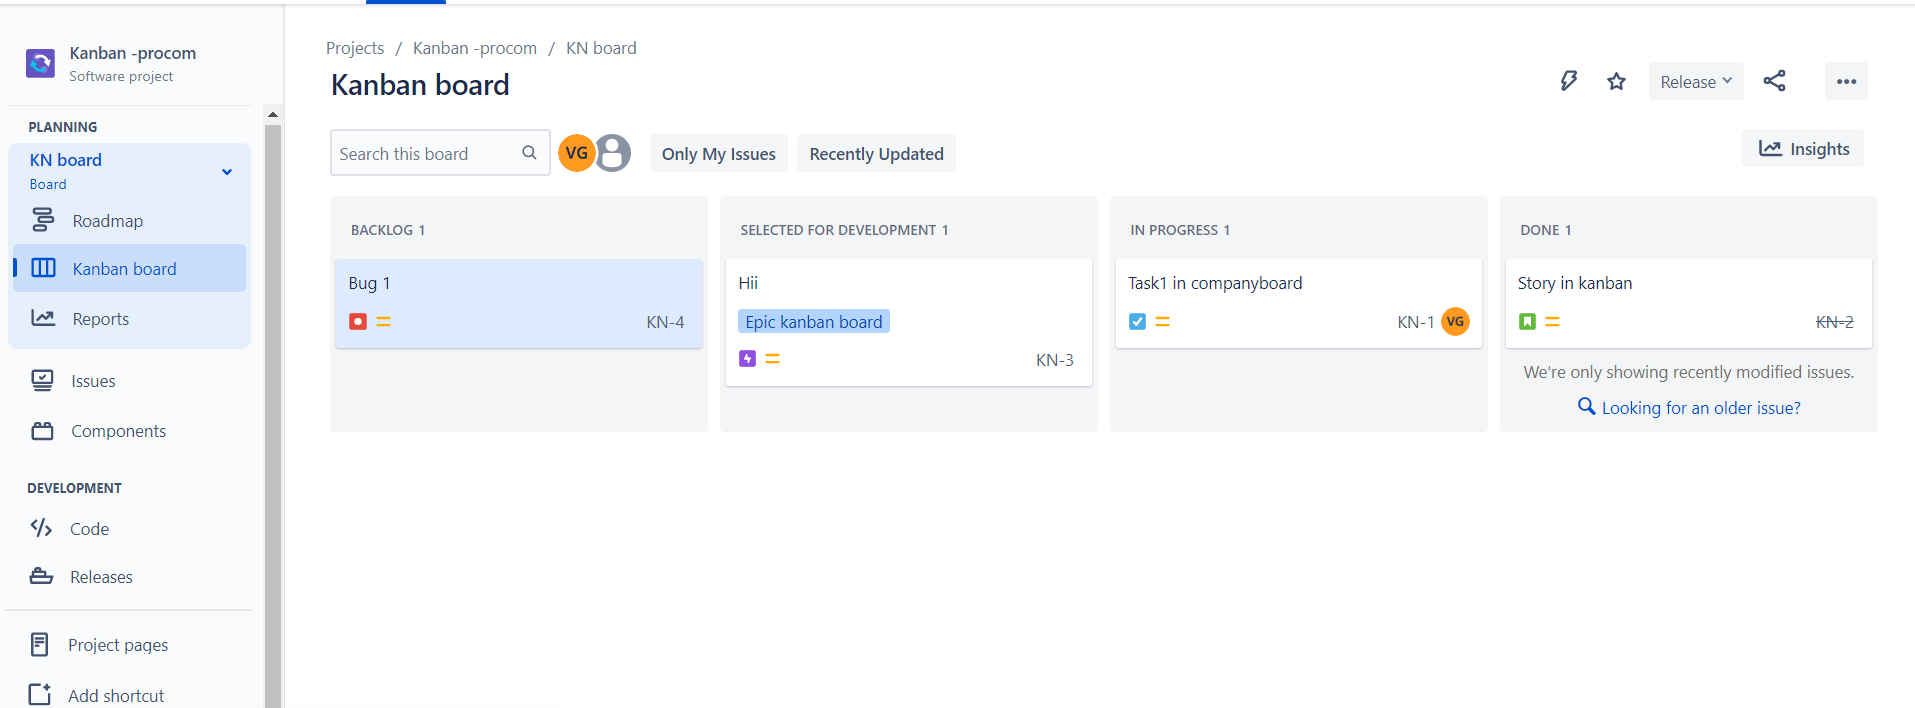 Kanban -procom
Software project
PLANNING
KN board
Board
Roadmap
Kanban board
Reports
Issues
Components
DEVELOPMENT
Code
Releases
Project pages
Add shortcut
Projects / Kanban -procom / KN board
Kanban board
Release
Search this board
VG
Only My Issues
Recently Updated
Insights
BACKLOG 1
Bug 1
KN-4
SELECTED FOR DEVELOPMENT 1
Hii
Epic kanban board
KN-3
IN PROGRESS 1
Task1 in companyboard
KN-1 VG
DONE 1
Story in kanban
KN-2
We're only showing recently modified issues.
Looking for an older issue?